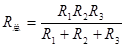 R总 = R1R2R3 / (R1 + R2 + R3)